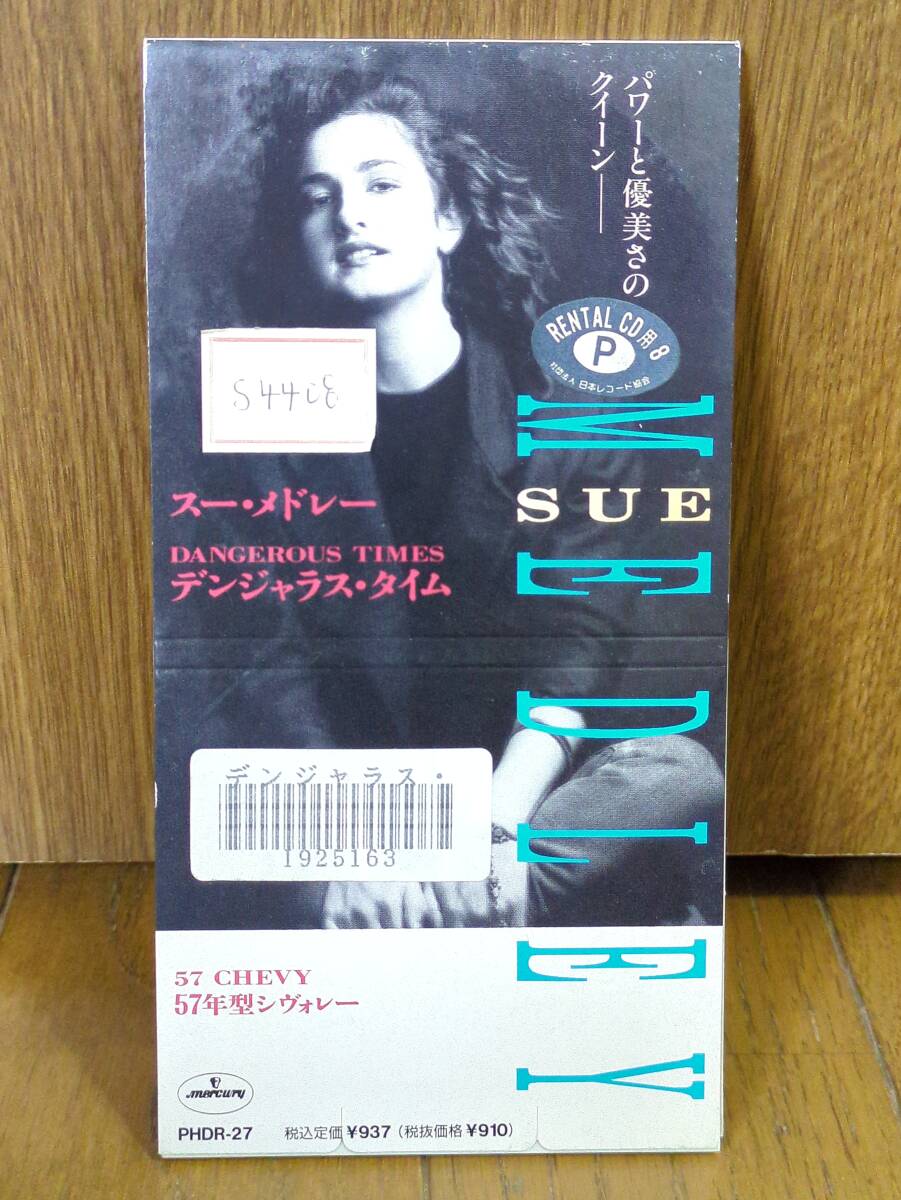 パワーと優美さの
クイーン——
RENTAL CD用 8
P
日本レコード協会
S4408
MEDLEY
SUE
スー・メドレー
DANGEROUS TIMES
デンジャラス・タイム
デンジャラス・
1925163
57 CHEVY
57年型シヴォレー
mercury
PHDR-27 税込定価¥937(税抜価格¥910)